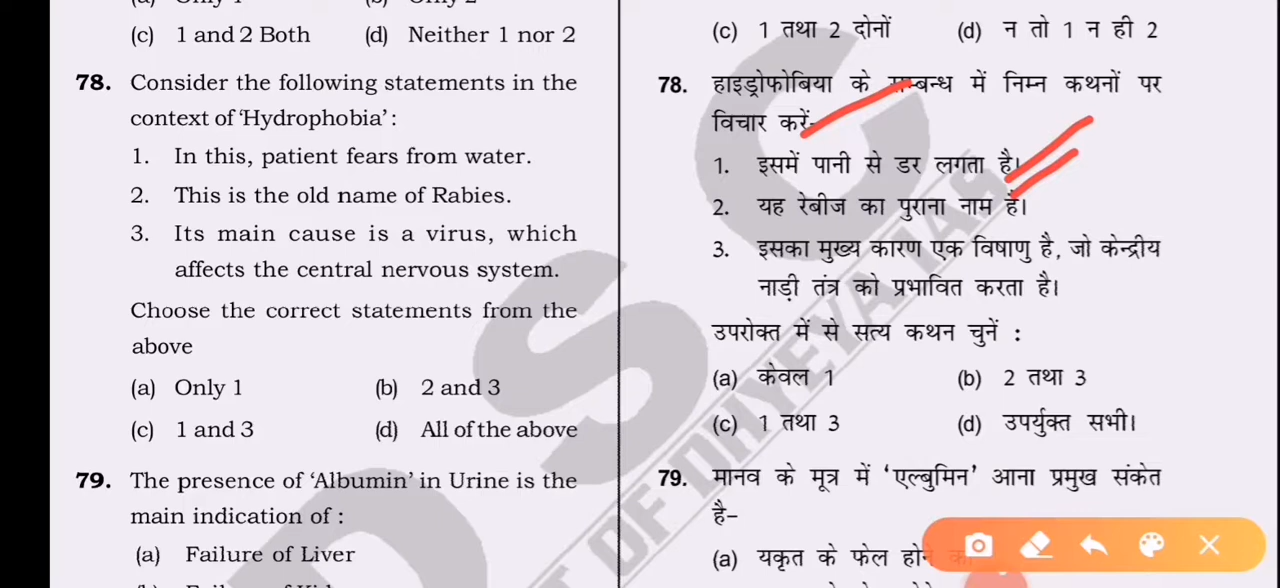 (a) Only 1 (b) Only 2
(c) 1 and 2 Both (d) Neither 1 nor 2
78. Consider the following statements in the
context of 'Hydrophobia' :
1. In this, patient fears from water.
2. This is the old name of Rabies.
3. Its main cause is a virus, which
affects the central nervous system.
Choose the correct statements from the
above
(a) Only 1 (b) 2 and 3
(c) 1 and 3 (d) All of the above
79. The presence of 'Albumin' in Urine is the
main indication of :
(a) Failure of Liver
(c) 1 तथा 2 दोनों (d) न तो 1 न ही 2
78. हाइड्रोफोबिया के सम्बन्ध में निम्न कथनों पर
विचार करें-
1. इसमें पानी से डर लगता है।
2. यह रेबीज का पुराना नाम है।
3. इसका मुख्य कारण एक विषाणु है, जो केन्द्रीय
नाड़ी तंत्र को प्रभावित करता है।
उपरोक्त में से सत्य कथन चुनें :
(a) केवल 1 (b) 2 तथा 3
(c) 1 तथा 3 (d) उपर्युक्त सभी।
79. मानव के मूत्र में 'एल्बुमिन' आना प्रमुख संकेत
है-
(a) यकृत के फेल होने